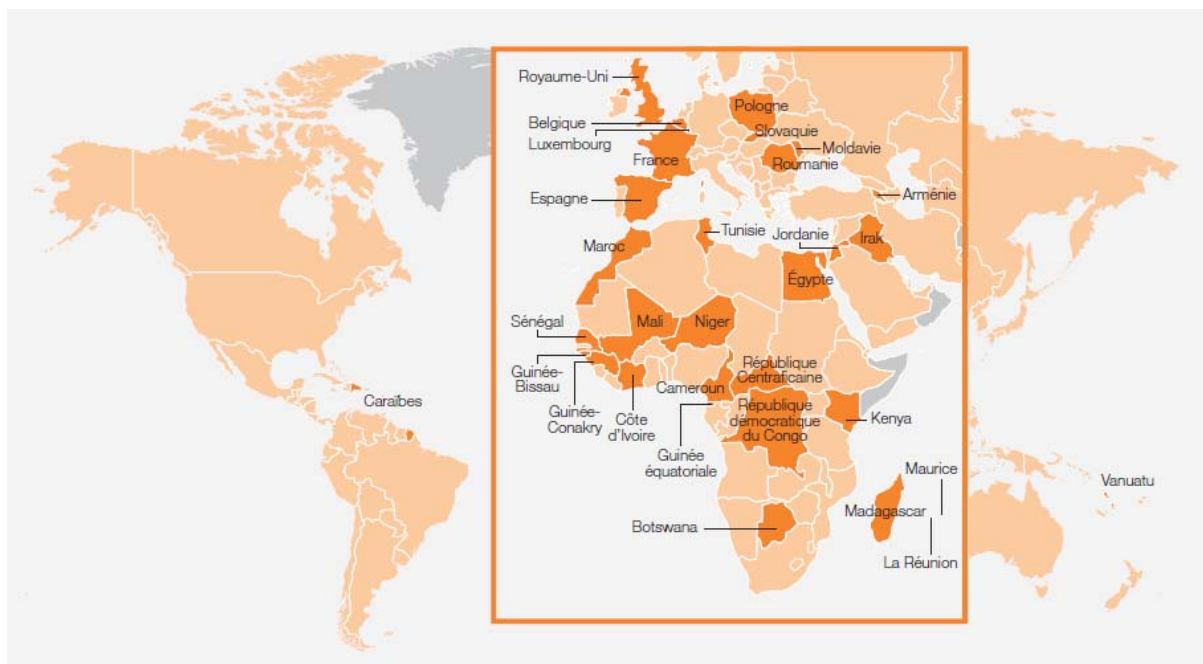 Royaume-Uni
Pologne
Belgique
Slovaquie
Luxembourg
Moldavie
France
Roumanie
Espagne
Arménie
Tunisie
Jordanie
Irak
Maroc
Égypte
Sénégal
Mali
Niger
Guinée-
Bissau
République
Centraficaine
Caraïbes
Cameroun
Guinée-
Conakry
Côte
d'Ivoire
République
démocratique
du Congo
Kenya
Guinée
équatoriale
Maurice
Vanuatu
Madagascar
Botswana
La Réunion